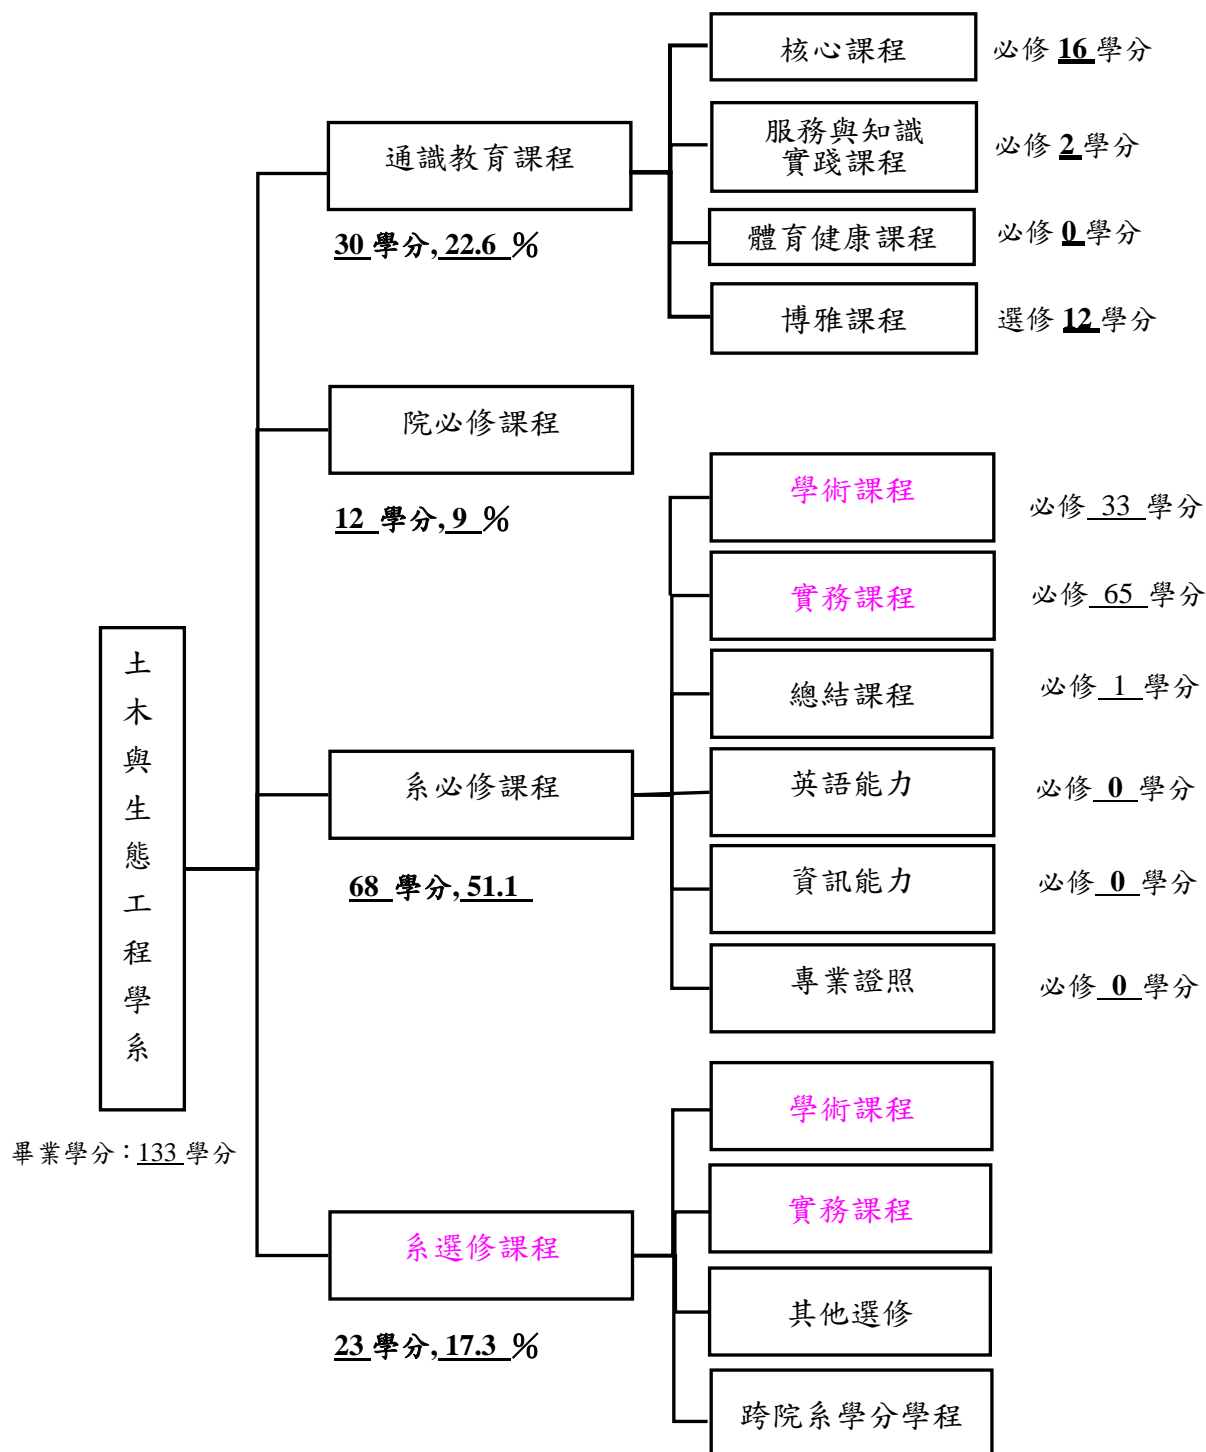 核心課程
必修 16 學分
服務與知識
實踐課程
必修 2 學分
通識教育課程
體育健康課程
必修 0 學分
30 學分, 22.6 %
博雅課程
選修 12 學分
院必修課程
12 學分, 9 %
學術課程
必修 33 學分
實務課程
必修 65 學分
總結課程
必修 1 學分
土木與生態工程學系
系必修課程
英語能力
必修 0 學分
68 學分, 51.1
資訊能力
必修 0 學分
專業證照
必修 0 學分
畢業學分：133 學分
學術課程
實務課程
系選修課程
其他選修
23 學分, 17.3 %
跨院系學分學程